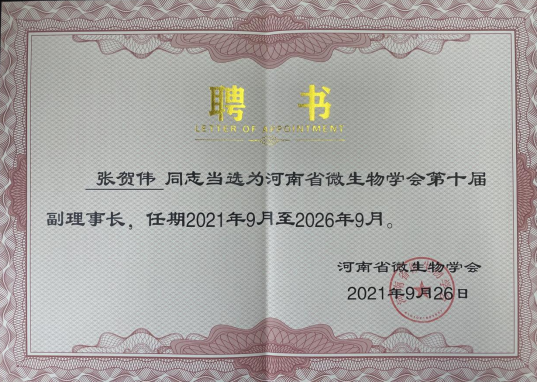 聘 书
LETTER OF APPOINTMENT
张贺伟 同志当选为河南省微生物学会第十届
副理事长，任期2021年9月至2026年9月。
河南省微生物学会
2021年9月26日